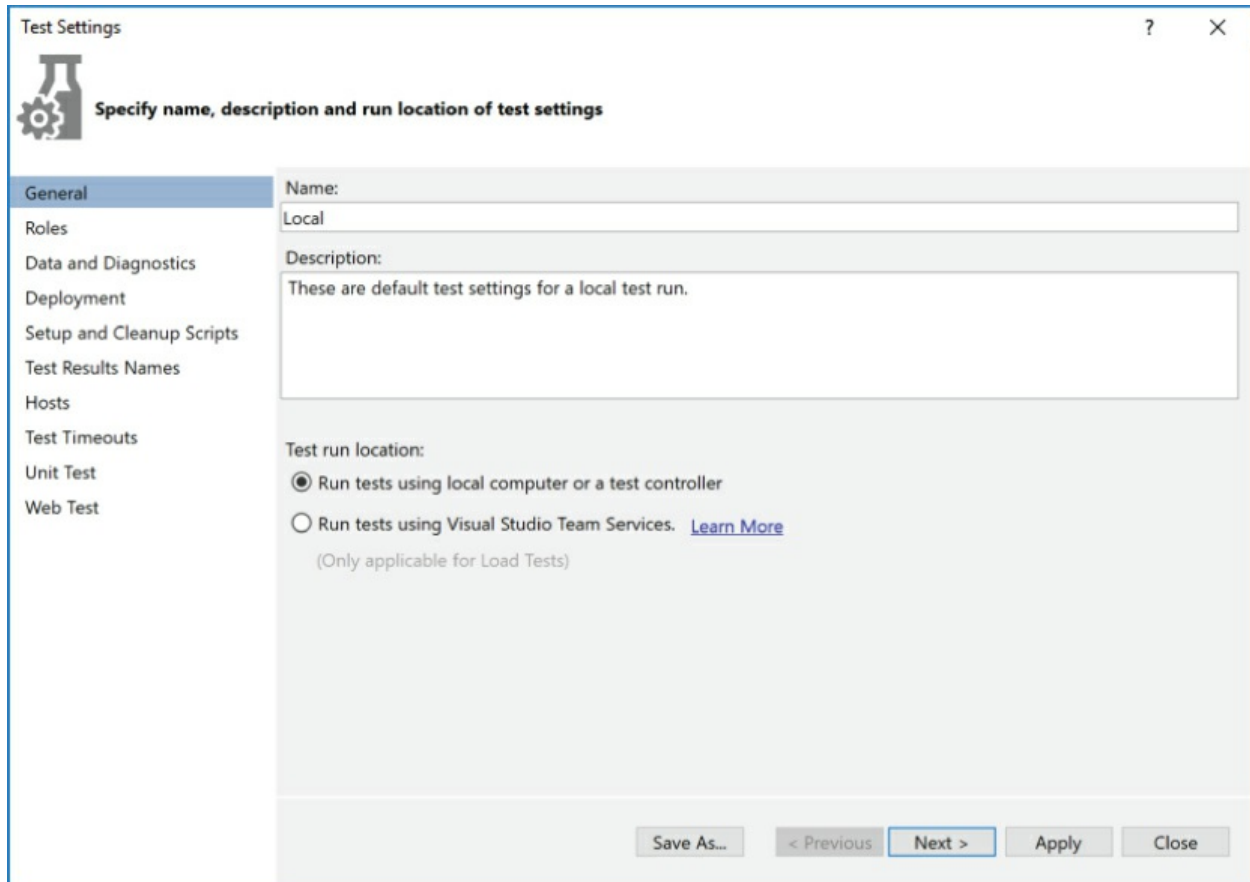 Test Settings
?
Specify name, description and run location of test settings
General
Roles
Data and Diagnostics
Deployment
Setup and Cleanup Scripts
Test Results Names
Hosts
Test Timeouts
Unit Test
Web Test
Name:
Local
Description:
These are default test settings for a local test run.
Test run location:
Run tests using local computer or a test controller
Run tests using Visual Studio Team Services. Learn More
(Only applicable for Load Tests)
Save As... < Previous Next > Apply Close